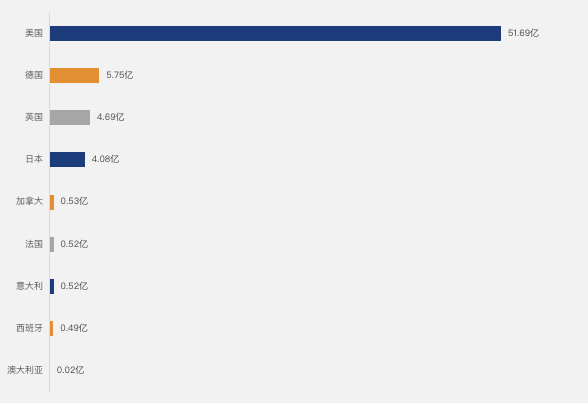 美国 51.69亿
德国 5.75亿
英国 4.69亿
日本 4.08亿
加拿大 0.53亿
法国 0.52亿
意大利 0.52亿
西班牙 0.49亿
澳大利亚 0.02亿